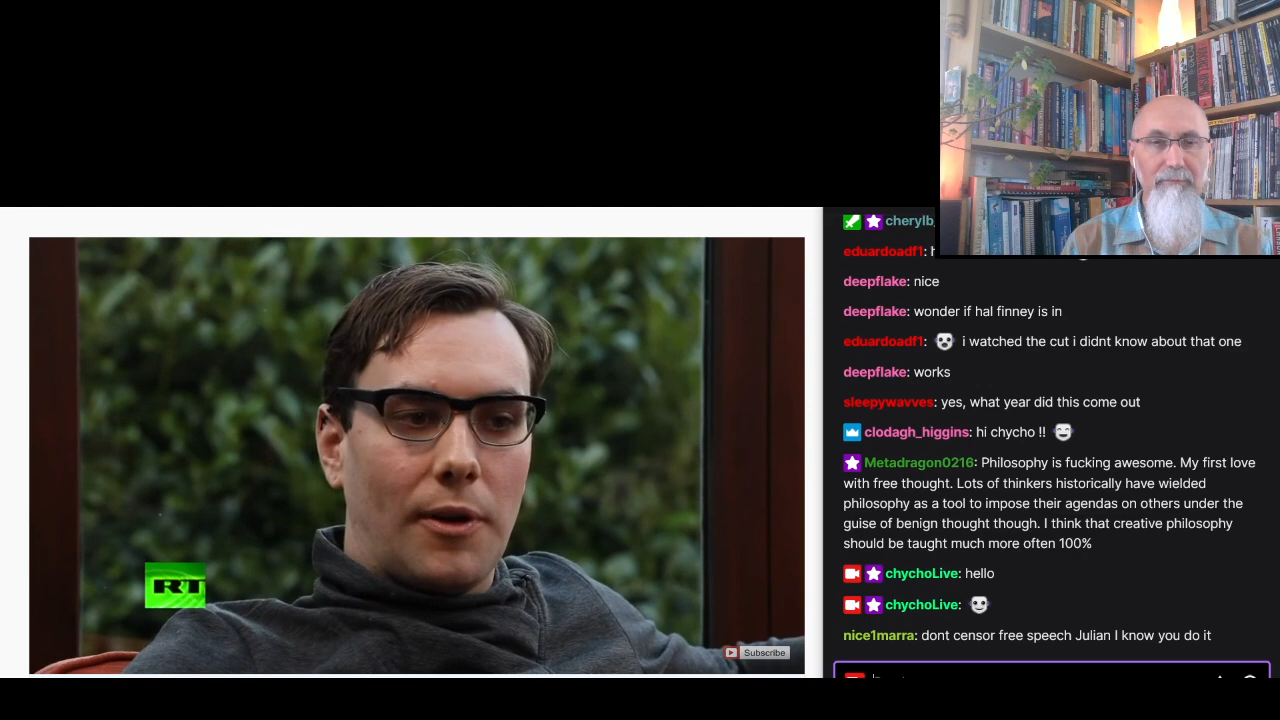 cherylb
eduardoadf1: h
deepflake: nice
deepflake: wonder if hal finney is in
eduardoadf1: i watched the cut i didnt know about that one
deepflake: works
sleepywavves: yes, what year did this come out
clodagh_higgins: hi chycho !!
Metadragon0216: Philosophy is fucking awesome. My first love
with free thought. Lots of thinkers historically have wielded
philosophy as a tool to impose their agendas on others under the
guise of benign thought though. I think that creative philosophy
should be taught much more often 100%
chychoLive: hello
chychoLive:
nice1marra: dont censor free speech Julian I know you do it
RT
Subscribe